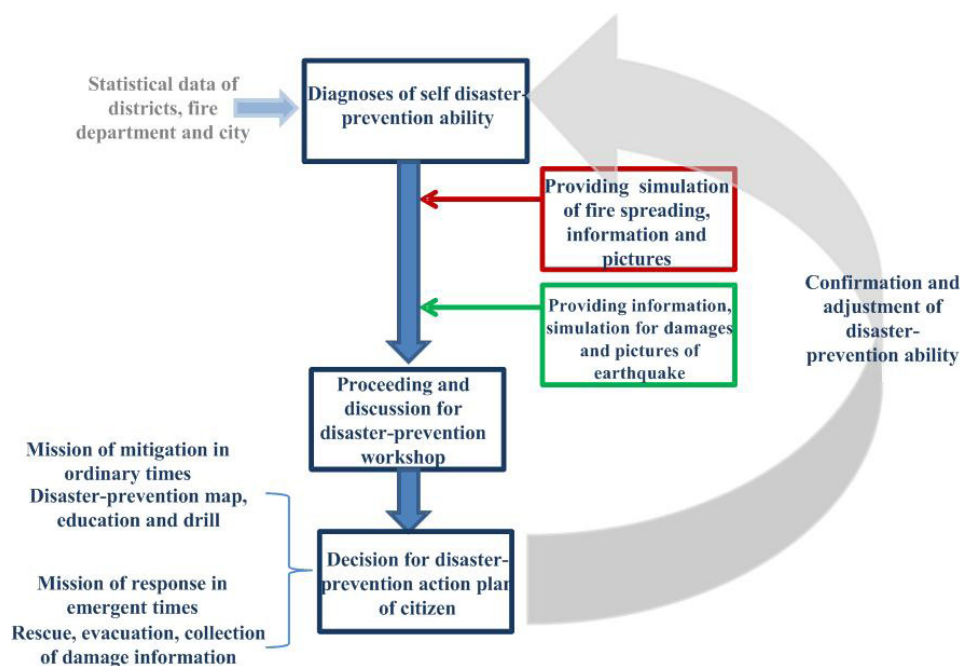 Statistical data of
districts, fire
department and city
Diagnoses of self disaster-
prevention ability
Providing simulation
of fire spreading,
information and
pictures
Providing information,
simulation for damages
and pictures of
earthquake
Confirmation and
adjustment of
disaster-
prevention ability
Proceeding and
discussion for
disaster-prevention
workshop
Mission of mitigation in
ordinary times
Disaster-prevention map,
education and drill
Mission of response in
emergent times
Rescue, evacuation, collection
of damage information
Decision for disaster-
prevention action plan
of citizen